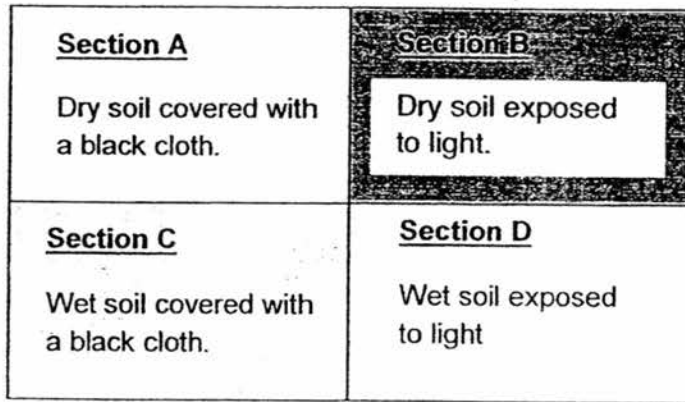 Section A
Dry soil covered with
a black cloth.
Section B
Dry soil exposed
to light.
Section C
Wet soil covered with
a black cloth.
Section D
Wet soil exposed
to light